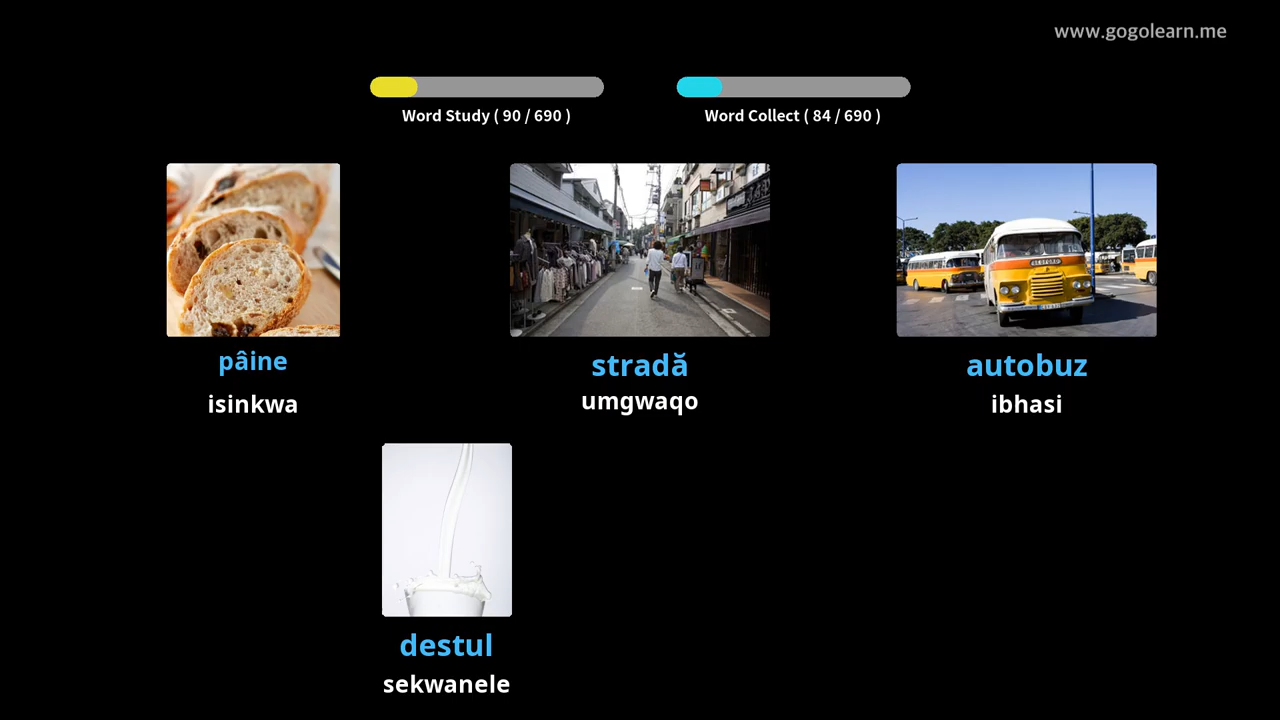 www.gogolearn.me
Word Study ( 90 / 690 )
Word Collect ( 84 / 690 )
pâine
isinkwa
stradă
umgwaqo
BEDFORD
autobuz
ibhasi
destul
sekwanele